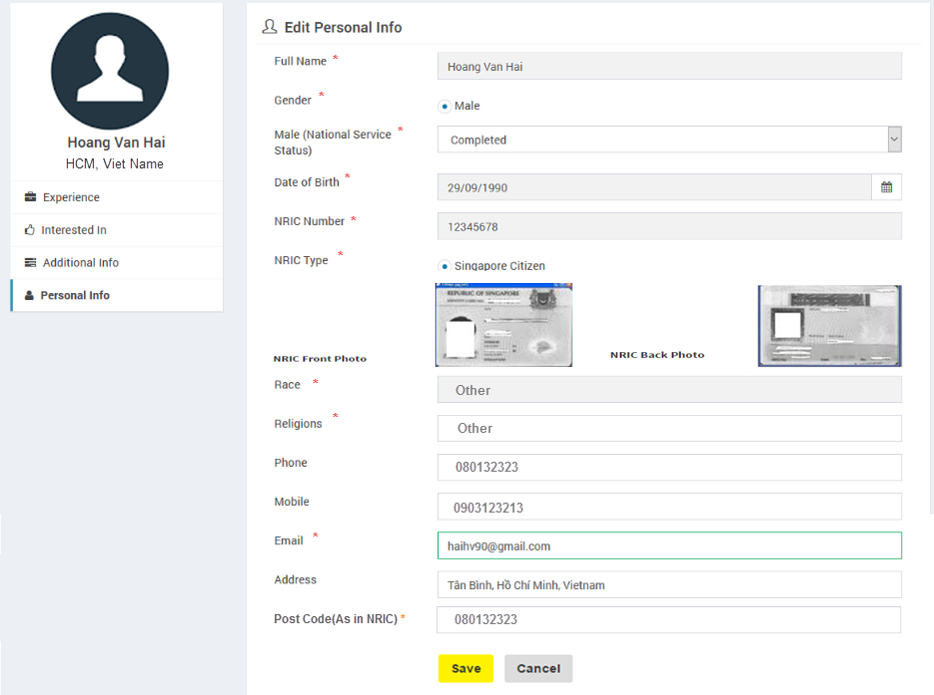 Hoang Van Hai
HCM, Viet Name
Experience
Interested In
Additional Info
Personal Info
Edit Personal Info
Full Name *
Hoang Van Hai
Gender *
Male
Male (National Service *
Status)
Completed
Date of Birth *
29/09/1990
NRIC Number *
12345678
NRIC Type *
Singapore Citizen
REPUBLIC OF SINGAPORE
NRIC Front Photo
NRIC Back Photo
Race *
Other
Religions *
Other
Phone
080132323
Mobile
0903123213
Email *
haihv90@gmail.com
Address
Tân Bình, Hồ Chí Minh, Vietnam
Post Code(As in NRIC) *
080132323
Save
Cancel